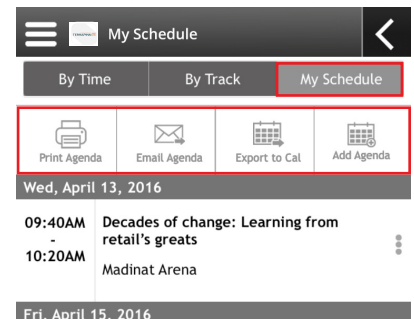 My Schedule
By Time By Track My Schedule
Print Agenda Email Agenda Export to Cal Add Agenda
Wed, April 13, 2016
09:40AM Decades of change: Learning from
- retail's greats
10:20AM Madinat Arena
Fri, April 15, 2016